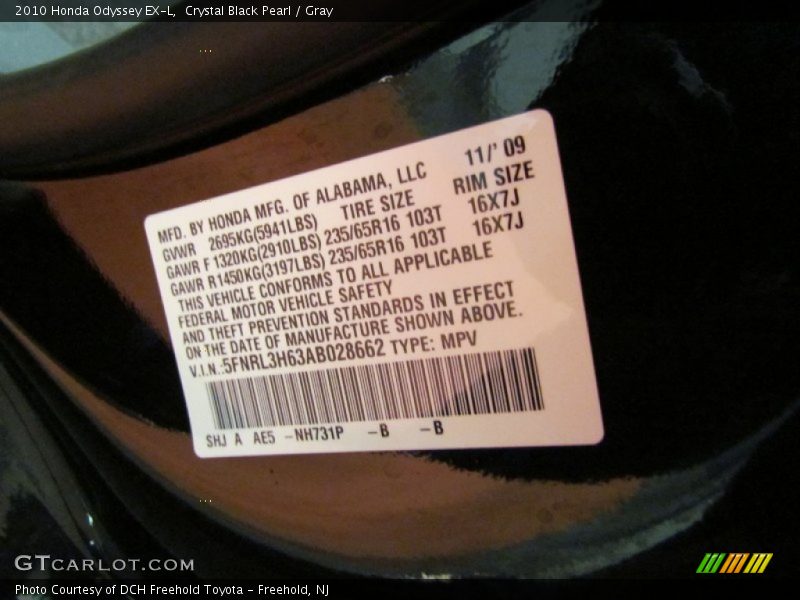 2010 Honda Odyssey EX-L, Crystal Black Pearl / Gray
MFD. BY HONDA MFG. OF ALABAMA, LLC 11/' 09
GVWR 2695KG(5941LBS) TIRE SIZE RIM SIZE
GAWR F 1320KG(2910LBS) 235/65R16 103T 16X7J
GAWR R1450KG(3197LBS) 235/65R16 103T 16X7J
THIS VEHICLE CONFORMS TO ALL APPLICABLE
FEDERAL MOTOR VEHICLE SAFETY
AND THEFT PREVENTION STANDARDS IN EFFECT
ON THE DATE OF MANUFACTURE SHOWN ABOVE.
V.I.N.:5FNRL3H63AB028662 TYPE: MPV
SHJ A AE5 -NH731P -B -B
GTCARLOT.COM
Photo Courtesy of DCH Freehold Toyota - Freehold, NJ